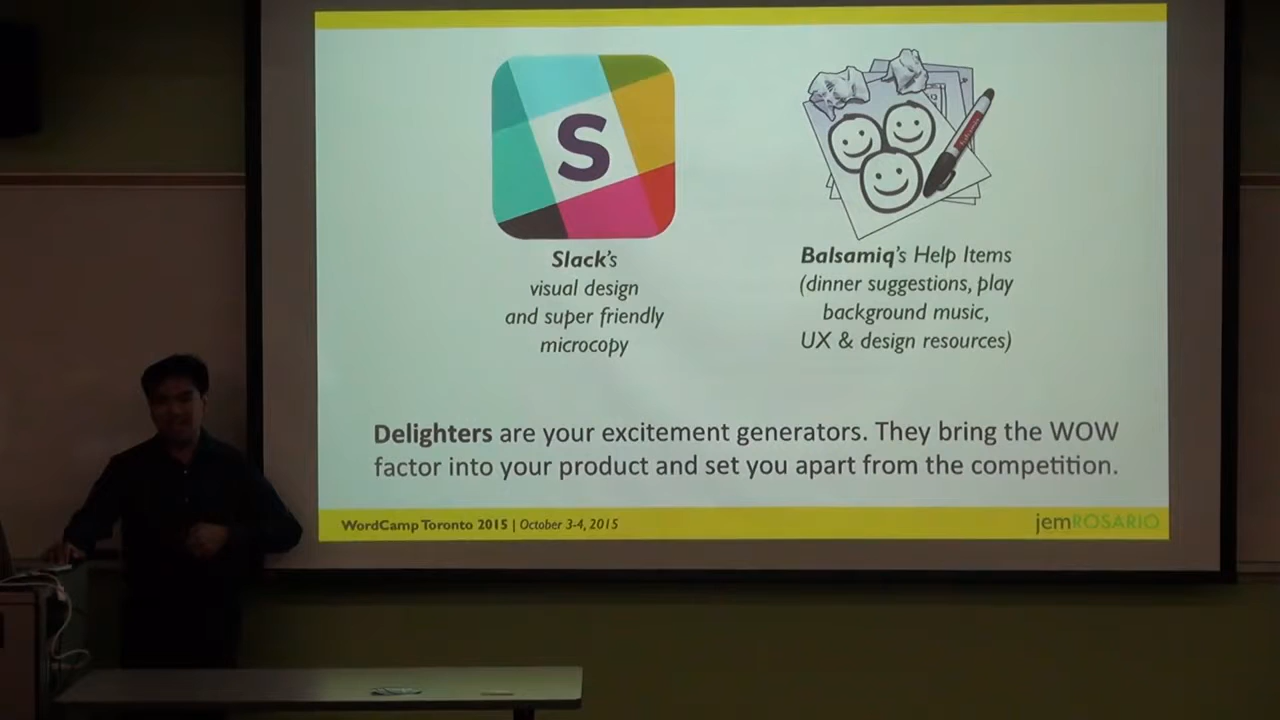 S
Slack's
visual design
and super friendly
microcopy
Balsamiq's Help Items
(dinner suggestions, play
background music,
UX & design resources)
Delighters are your excitement generators. They bring the WOW
factor into your product and set you apart from the competition.
WordCamp Toronto 2015 | October 3-4, 2015
jemROSARIO